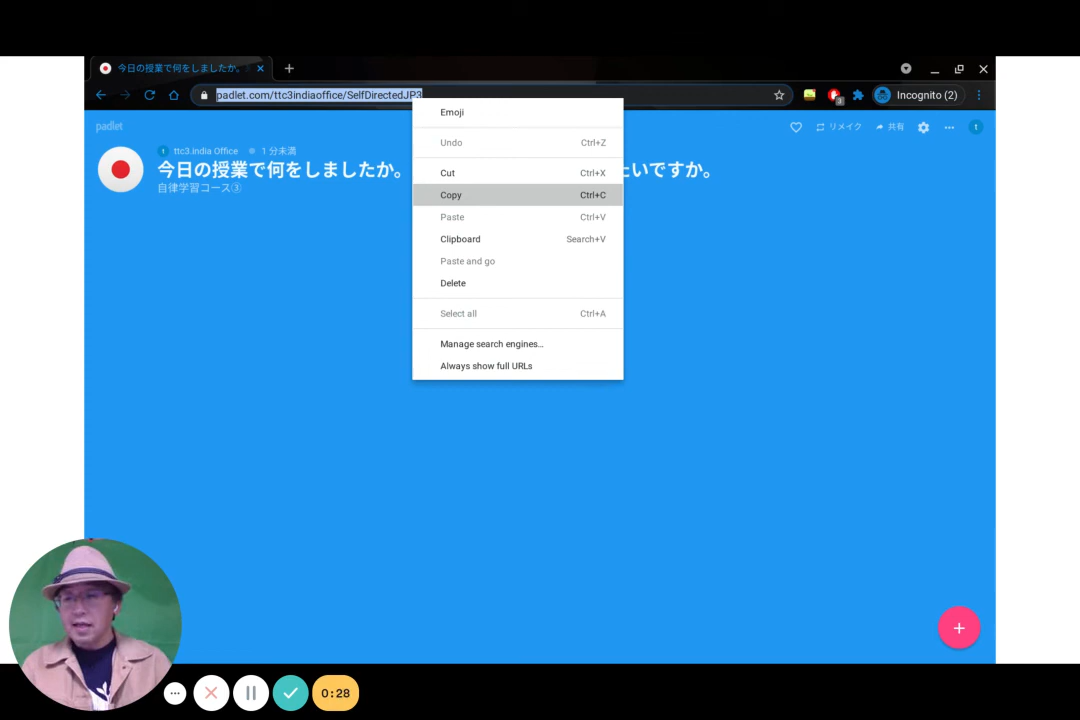 今日の授業で何をしましたか。
padlet.com/ttc3indiaoffice/SelfDirectedJP3
3
Incognito (2)
padlet
リメイク
共有
t
t ttc3.india Office 1 分未満
今日の授業で何をしましたか。
いですか。
自律学習コース③
Emoji
Undo Ctrl+Z
Cut Ctrl+X
Copy Ctrl+C
Paste Ctrl+V
Clipboard Search+V
Paste and go
Delete
Select all Ctrl+A
Manage search engines...
Always show full URLs
0:28